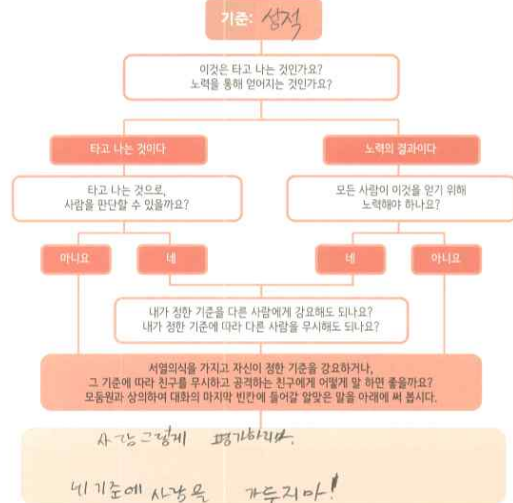 기준: 성적
이것은 타고 나는 것인가요?
노력을 통해 얻어지는 것인가요?
타고 나는 것이다
노력의 결과이다
타고 나는 것으로,
사람을 판단할 수 있을까요?
모든 사람이 이것을 얻기 위해
노력해야 하나요?
아니요
네
네
아니요
내가 정한 기준을 다른 사람에게 강요해도 되나요?
내가 정한 기준에 따라 다른 사람을 무시해도 되나요?
서열의식을 가지고 자신이 정한 기준을 강요하거나,
그 기준에 따라 친구를 무시하고 공격하는 친구에게 어떻게 말 하면 좋을까요?
모둠원과 상의하여 대화의 마지막 빈칸에 들어갈 알맞은 말을 아래에 써 봅시다.
사람 그렇게
네 기준에 사람을 가두지마!